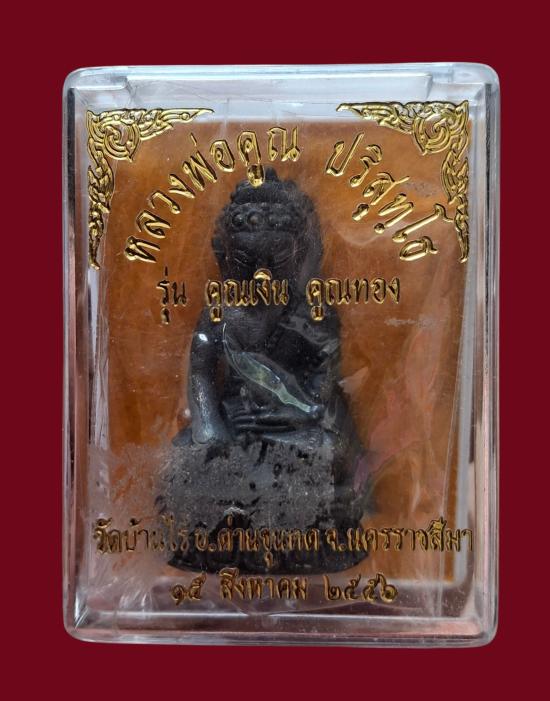 หลวงพ่อคูณ ปริสุทฺโธ
รุ่น คูณเงิน คูณทอง
วัดบ้านไร่ อ.ด่านขุนทด จ.นครราชสีมา
๑๕ สิงหาคม ๒๕๕๖